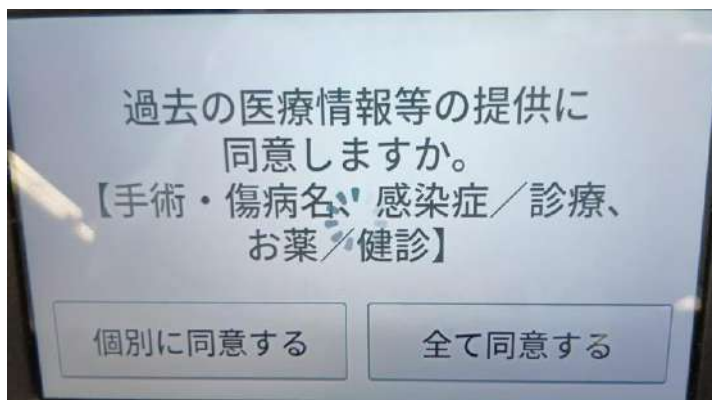 過去の医療情報等の提供に
同意しますか。
【手術・傷病名、感染症／診療、
お薬／健診】
個別に同意する
全て同意する